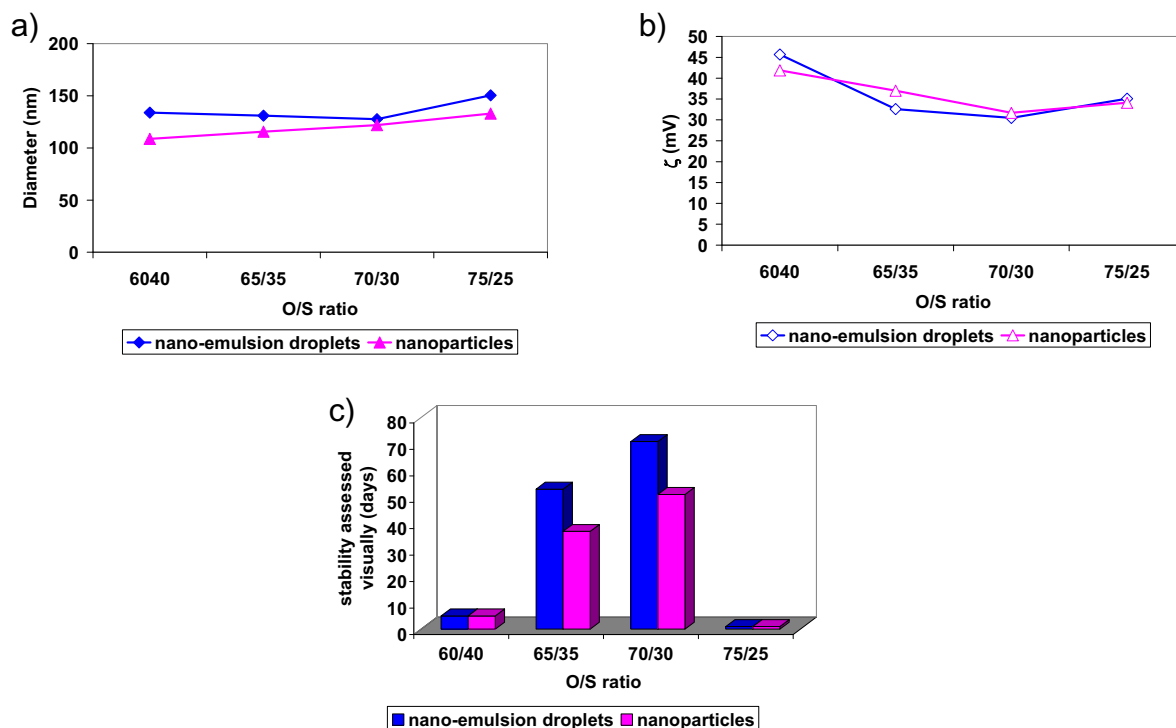 a)
200
150
100
50
0
Diameter (nm)
6040 65/35 70/30 75/25
O/S ratio
nano-emulsion droplets nanoparticles
b)
50
45
40
35
30
25
20
15
10
5
0
ζ (mV)
6040 65/35 70/30 75/25
O/S ratio
nano-emulsion droplets nanoparticles
c)
80
70
60
50
40
30
20
10
0
stability assessed
visually (days)
60/40 65/35 70/30 75/25
O/S ratio
nano-emulsion droplets nanoparticles